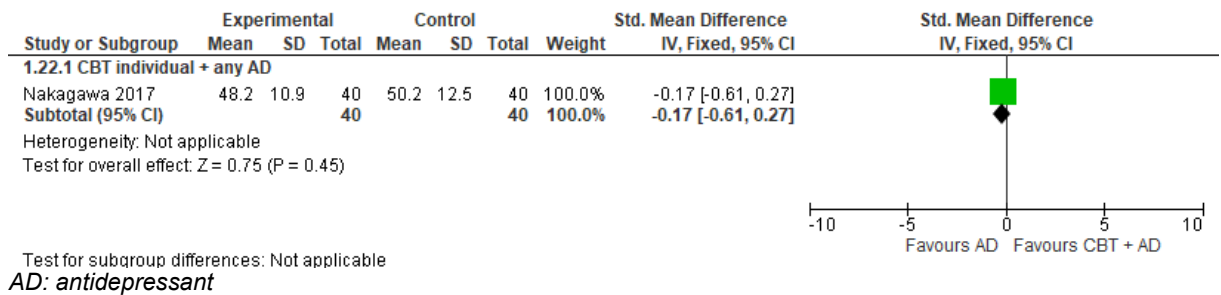 Experimental Control Std. Mean Difference Std. Mean Difference
Study or Subgroup Mean SD Total Mean SD Total Weight IV, Fixed, 95% CI IV, Fixed, 95% CI
1.22.1 CBT individual + any AD
Nakagawa 2017 48.2 10.9 40 50.2 12.5 40 100.0% -0.17 [-0.61, 0.27]
Subtotal (95% CI) 40 40 100.0% -0.17 [-0.61, 0.27]
Heterogeneity: Not applicable
Test for overall effect: Z = 0.75 (P = 0.45)
-10 -5 0 5 10
Favours AD Favours CBT + AD
Test for subgroup differences: Not applicable
AD: antidepressant